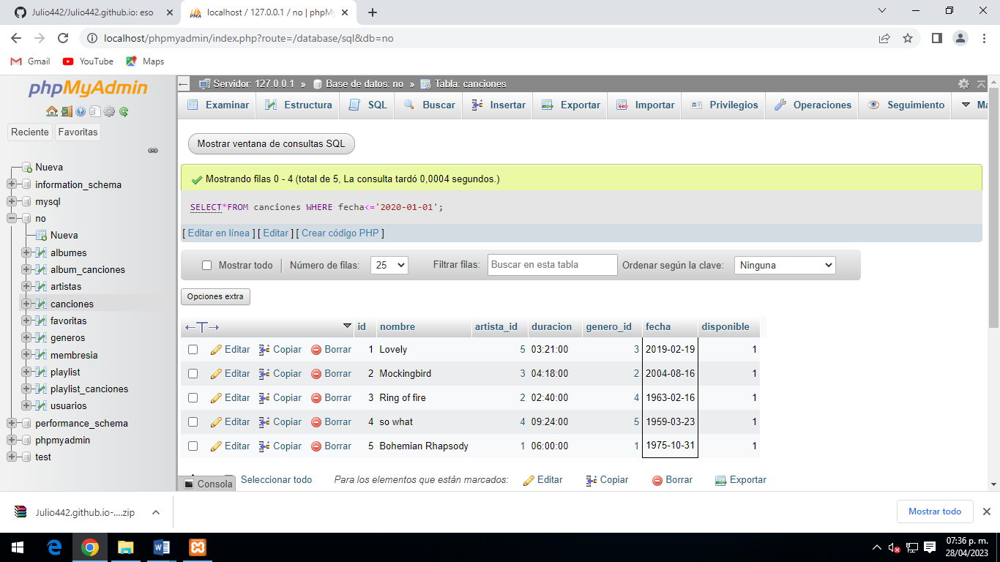 Julio442/Julio442.github.io: eso
localhost / 127.0.0.1 / no | phpMy
localhost/phpmyadmin/index.php?route=/database/sql&db=no
Gmail YouTube Maps
phpMyAdmin
Reciente Favoritas
Nueva
information_schema
mysql
no
Nueva
albumes
album_canciones
artistas
canciones
favoritas
generos
membresia
playlist
playlist_canciones
usuarios
performance_schema
phpmyadmin
test
Servidor: 127.0.0.1 » Base de datos: no » Tabla: canciones
Examinar Estructura SQL Buscar Insertar Exportar Importar Privilegios Operaciones Seguimiento Má
Mostrar ventana de consultas SQL
Mostrando filas 0 - 4 (total de 5, La consulta tardó 0,0004 segundos.)
SELECT*FROM canciones WHERE fecha<='2020-01-01';
[ Editar en línea ] [ Editar ] [ Crear código PHP ]
Mostrar todo | Número de filas: 25 Filtrar filas: Buscar en esta tabla Ordenar según la clave: Ninguna
Opciones extra
←T→ id nombre artista_id duracion genero_id fecha disponible
Editar Copiar Borrar 1 Lovely 5 03:21:00 3 2019-02-19 1
Editar Copiar Borrar 2 Mockingbird 3 04:18:00 2 2004-08-16 1
Editar Copiar Borrar 3 Ring of fire 2 02:40:00 4 1963-02-16 1
Editar Copiar Borrar 4 so what 4 09:24:00 5 1959-03-23 1
Editar Copiar Borrar 5 Bohemian Rhapsody 1 06:00:00 1 1975-10-31 1
Seleccionar todo Para los elementos que están marcados: Editar Copiar Borrar Exportar
Consola
Julio442.github.io-....zip
Mostrar todo
07:36 p. m.
28/04/2023